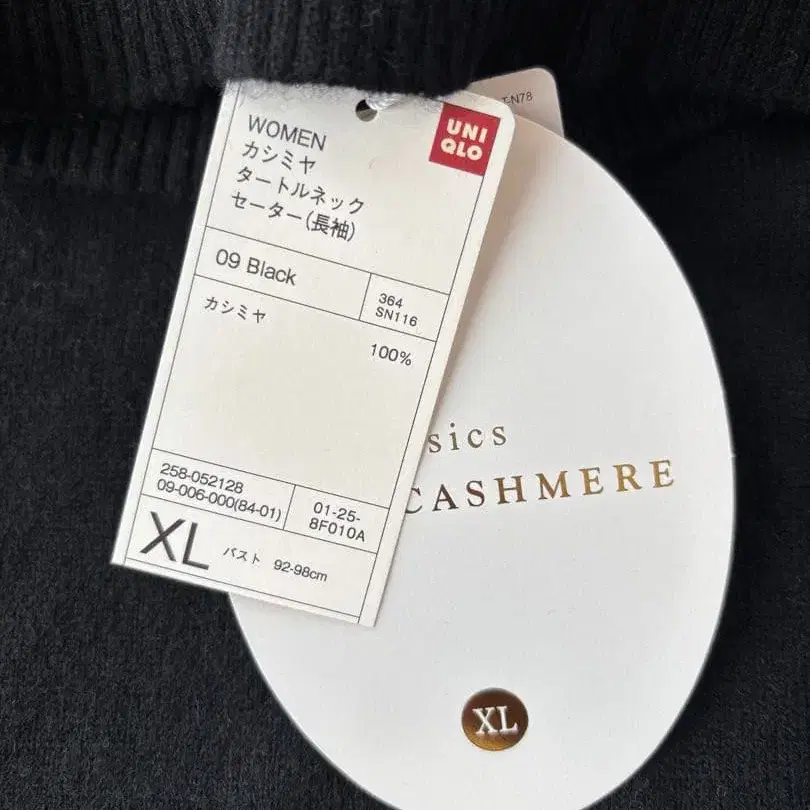 WOMEN
カシミヤ
タートルネック
セーター(長袖)
UNI
QLO
09 Black
364
SN116
カシミヤ
100%
258-052128
09-006-000(84-01)
01-25-
8F010A
XL バスト 92-98cm
T-N78
sics
CASHMERE
XL